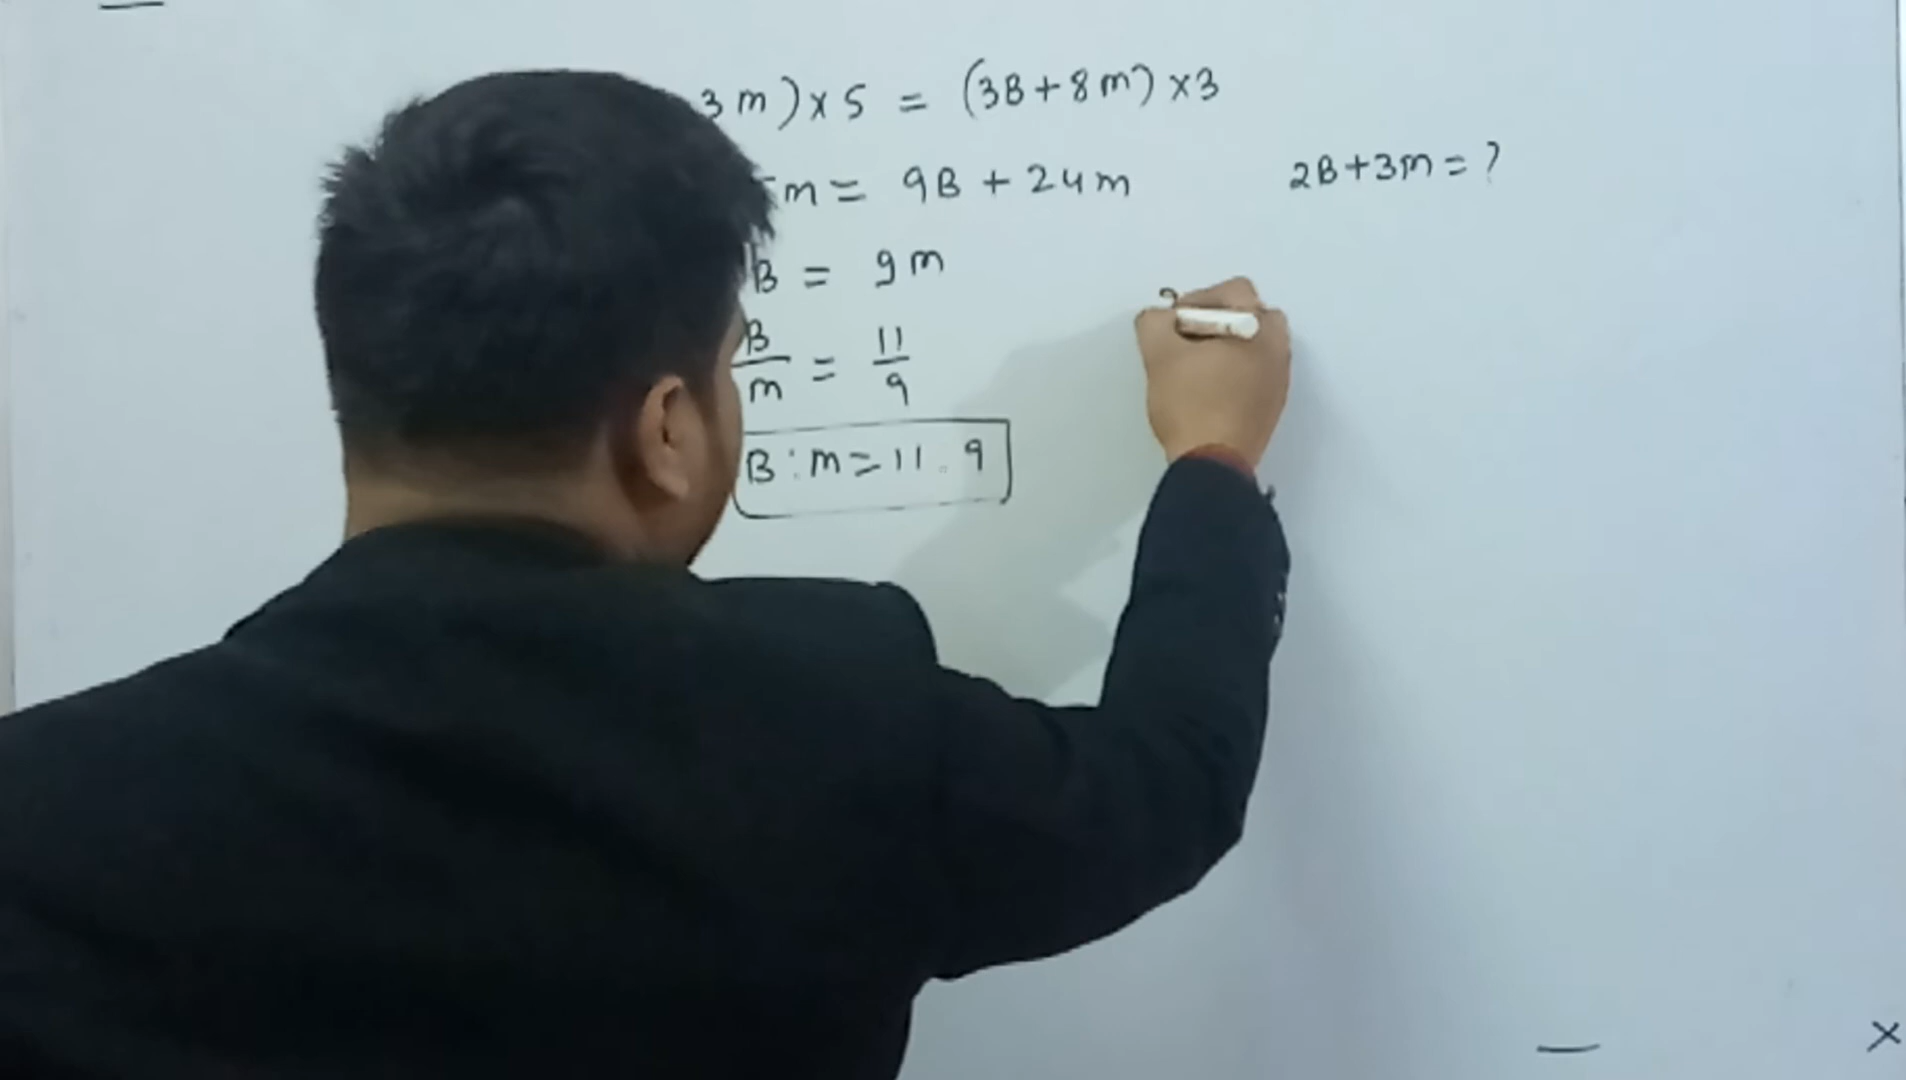 3m) x 5 = (3B + 8m) x 3
m = 9B + 24m
2B + 3m = ?
B = 9m
B/m = 11/9
B : m = 11 : 9